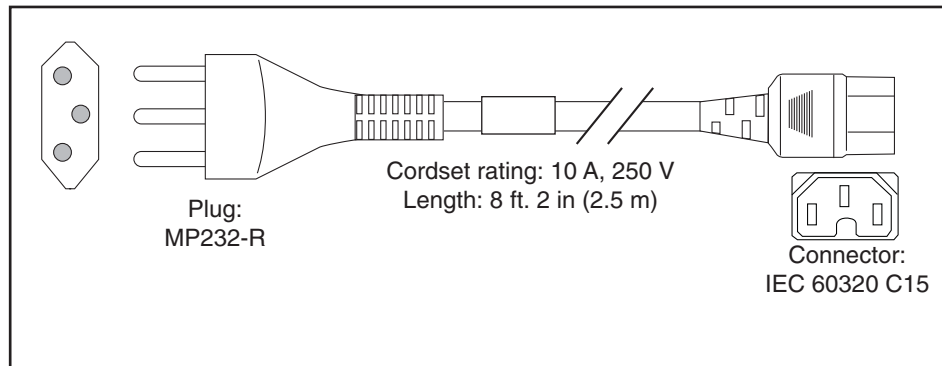 Cordset rating: 10 A, 250 V
Length: 8 ft. 2 in (2.5 m)
Plug:
MP232-R
Connector:
IEC 60320 C15